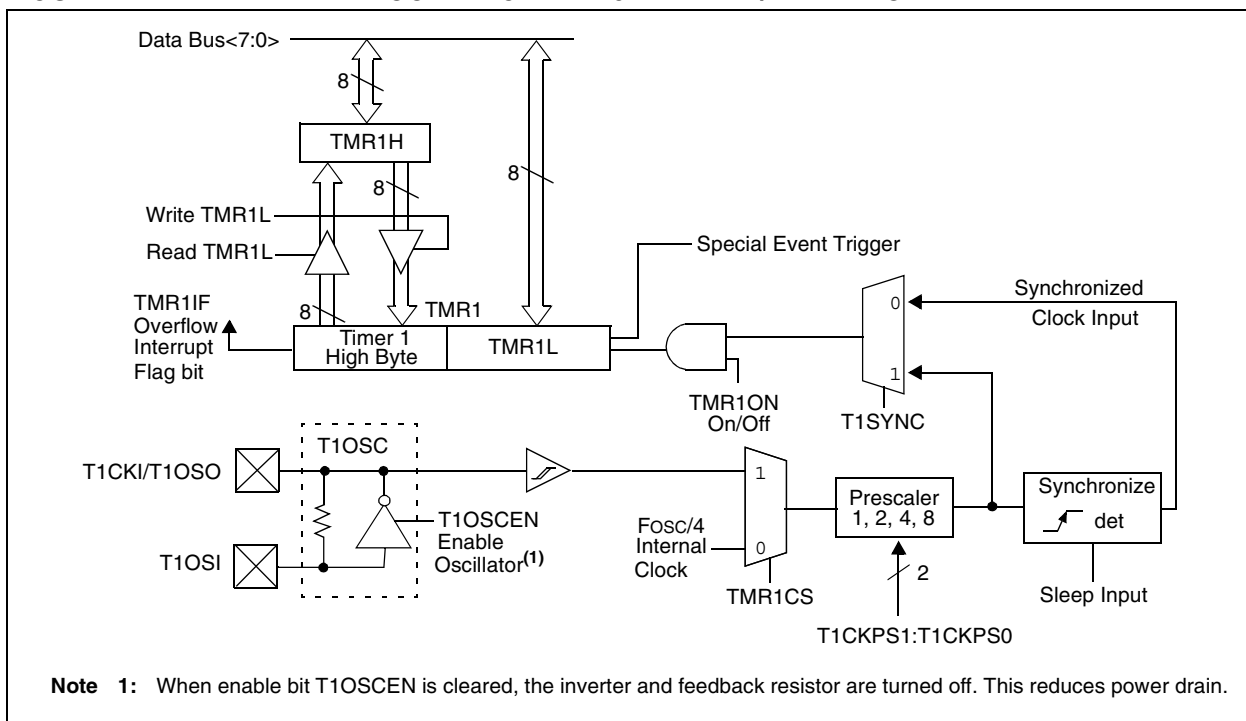 Data Bus<7:0>
8
TMR1H
8
8
Write TMR1L
Read TMR1L
Special Event Trigger
TMR1IF
Overflow
Interrupt
Flag bit
8
TMR1
Timer 1
High Byte
TMR1L
0
Synchronized
Clock Input
1
TMR1ON
On/Off
T1SYNC
T1OSC
T1CKI/T1OSO
T1OSCEN
Enable
Oscillator(1)
T1OSI
1
FOSC/4
Internal
Clock
0
TMR1CS
Prescaler
1, 2, 4, 8
2
T1CKPS1:T1CKPS0
Synchronize
det
Sleep Input
Note 1: When enable bit T1OSCEN is cleared, the inverter and feedback resistor are turned off. This reduces power drain.